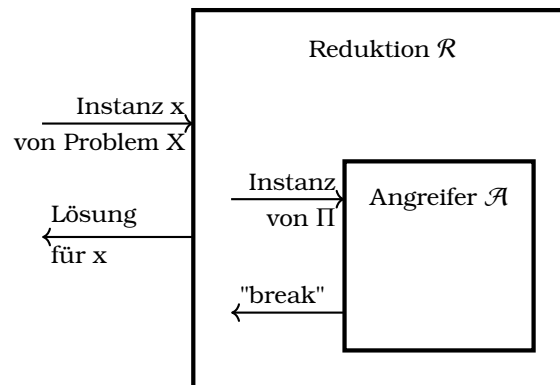 Reduktion ℛ
Instanz x
von Problem X
Instanz
von Π
Angreifer 𝒜
Lösung
für x
"break"